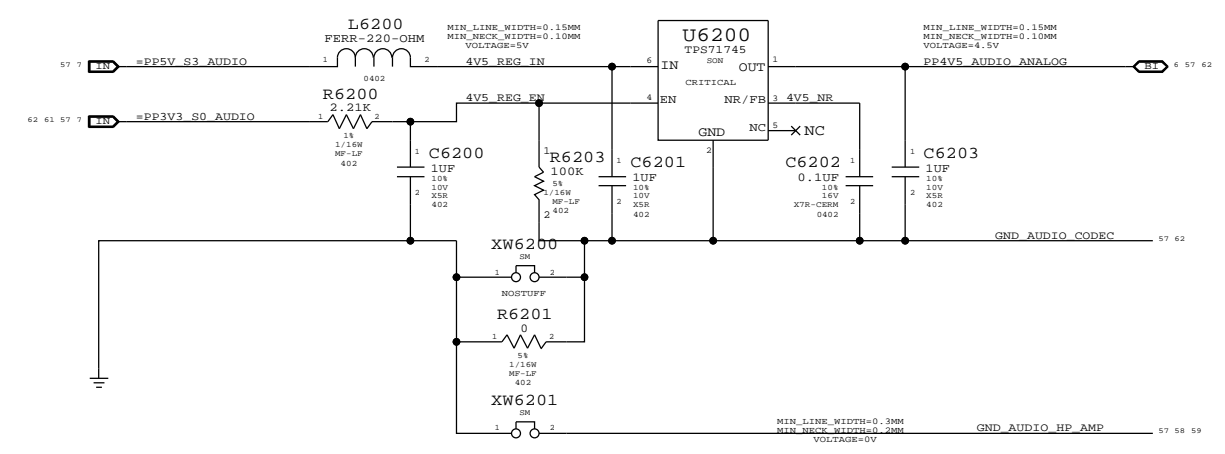 L6200
FERR-220-OHM
MIN_LINE_WIDTH=0.15MM
MIN_NECK_WIDTH=0.10MM
VOLTAGE=5V
U6200
TPS71745
SON
CRITICAL
MIN_LINE_WIDTH=0.15MM
MIN_NECK_WIDTH=0.10MM
VOLTAGE=4.5V
57 7 IN =PP5V_S3_AUDIO
1 2
0402
4V5_REG_IN
6 IN
OUT 1
PP4V5_AUDIO_ANALOG
BI 6 57 62
4V5_REG_EN
4 EN
NR/FB 3 4V5_NR
NC 5 NC
GND
2
62 61 57 7 IN =PP3V3_S0_AUDIO
R6200
2.21K
1 2
1%
1/16W
MF-LF
402
1
C6200
1UF
10%
10V
X5R
402
2
1
R6203
100K
5%
1/16W
MF-LF
402
2
1
C6201
1UF
10%
10V
X5R
402
2
C6202
0.1UF
10%
16V
X7R-CERM
0402
1
2
1
C6203
1UF
10%
10V
X5R
402
2
GND_AUDIO_CODEC 57 62
XW6200
SM
1 2
NOSTUFF
R6201
0
1 2
5%
1/16W
MF-LF
402
XW6201
SM
1 2
MIN_LINE_WIDTH=0.3MM
MIN_NECK_WIDTH=0.2MM
VOLTAGE=0V
GND_AUDIO_HP_AMP 57 58 59